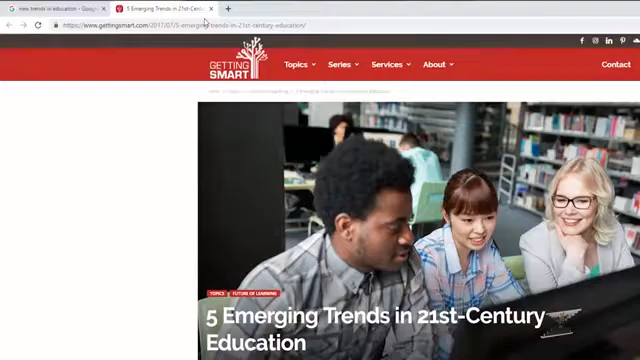 new trends in education - Googl
5 Emerging Trends in 21st-Centu
https://www.gettingsmart.com/2017/07/5-emerging-trends-in-21st-century-education/
GETTING
SMART
Topics
Series
Services
About
Contact
TOPICS
FUTURE OF LEARNING
5 Emerging Trends in 21st-Century
Education